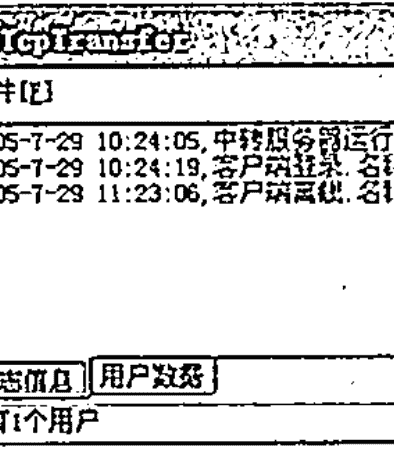 TcpTransfer
件[F]
05-7-29 10:24:05,中转服务器运行
05-7-29 10:24:19,客户端登录.名称
05-7-29 11:23:06,客户端离线.名称
志信息 用户数据
有1个用户